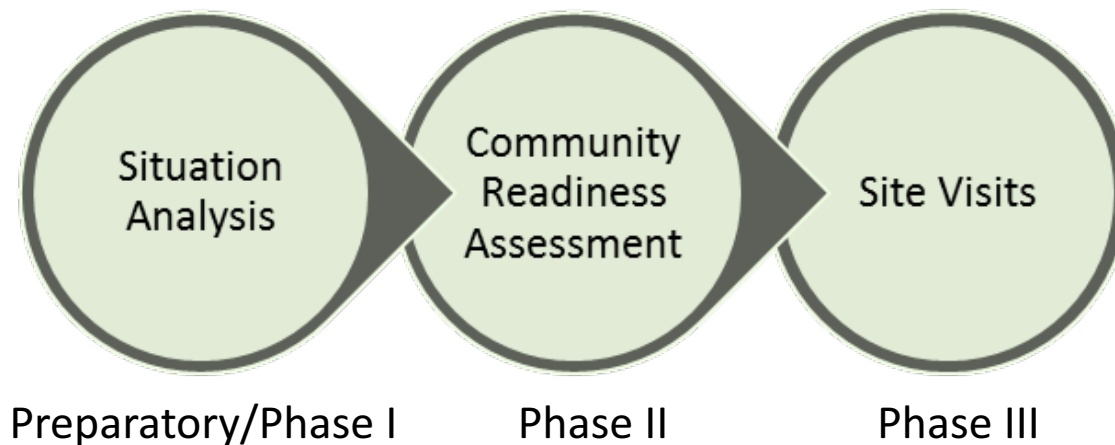 Situation
Analysis
Community
Readiness
Assessment
Site Visits
Preparatory/Phase I
Phase II
Phase III